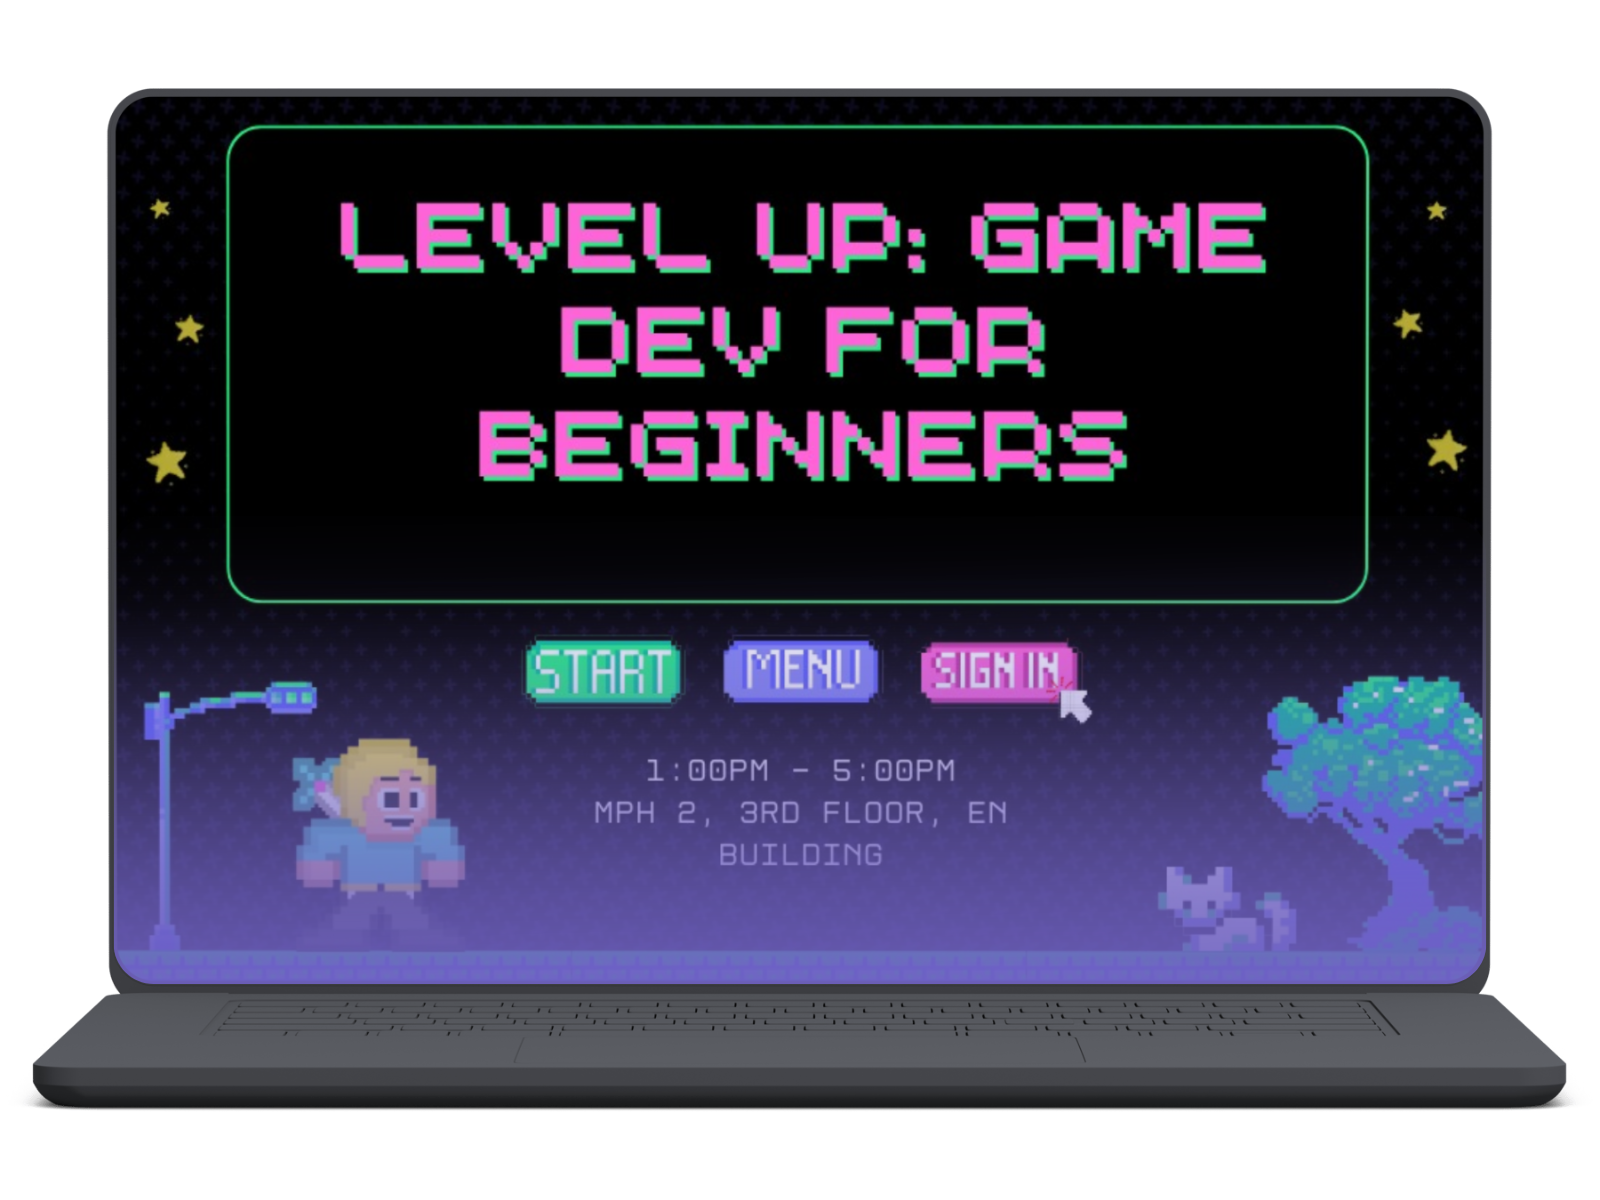 LEVEL UP: GAME
DEV FOR
BEGINNERS
START MENU SIGN IN
1:00PM - 5:00PM
MPH 2, 3RD FLOOR, EN
BUILDING